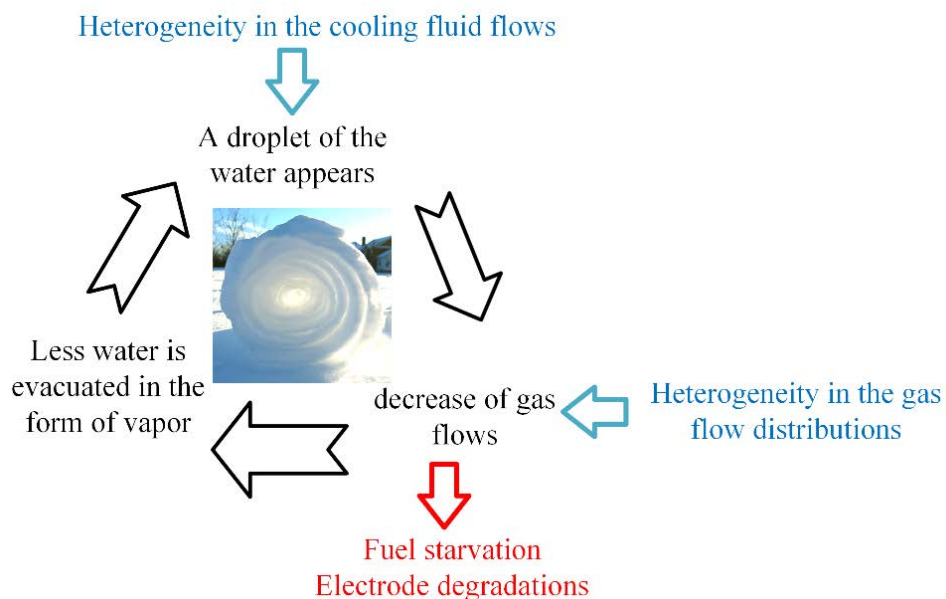 Heterogeneity in the cooling fluid flows
A droplet of the
water appears
Less water is
evacuated in the
form of vapor
decrease of gas
flows
Heterogeneity in the gas
flow distributions
Fuel starvation
Electrode degradations